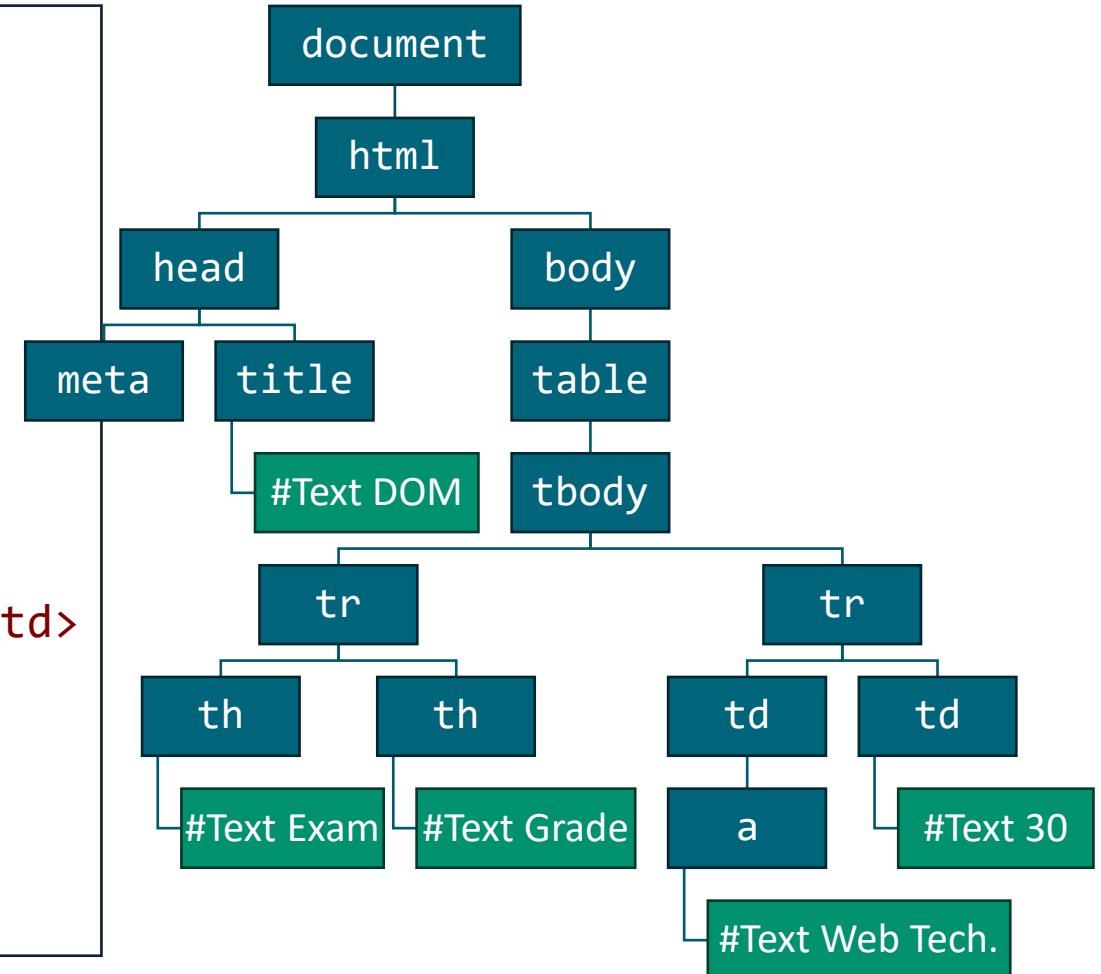 document
html
head body
meta title table
#Text DOM tbody
tr tr
td>
th th td td
#Text Exam #Text Grade a #Text 30
#Text Web Tech.